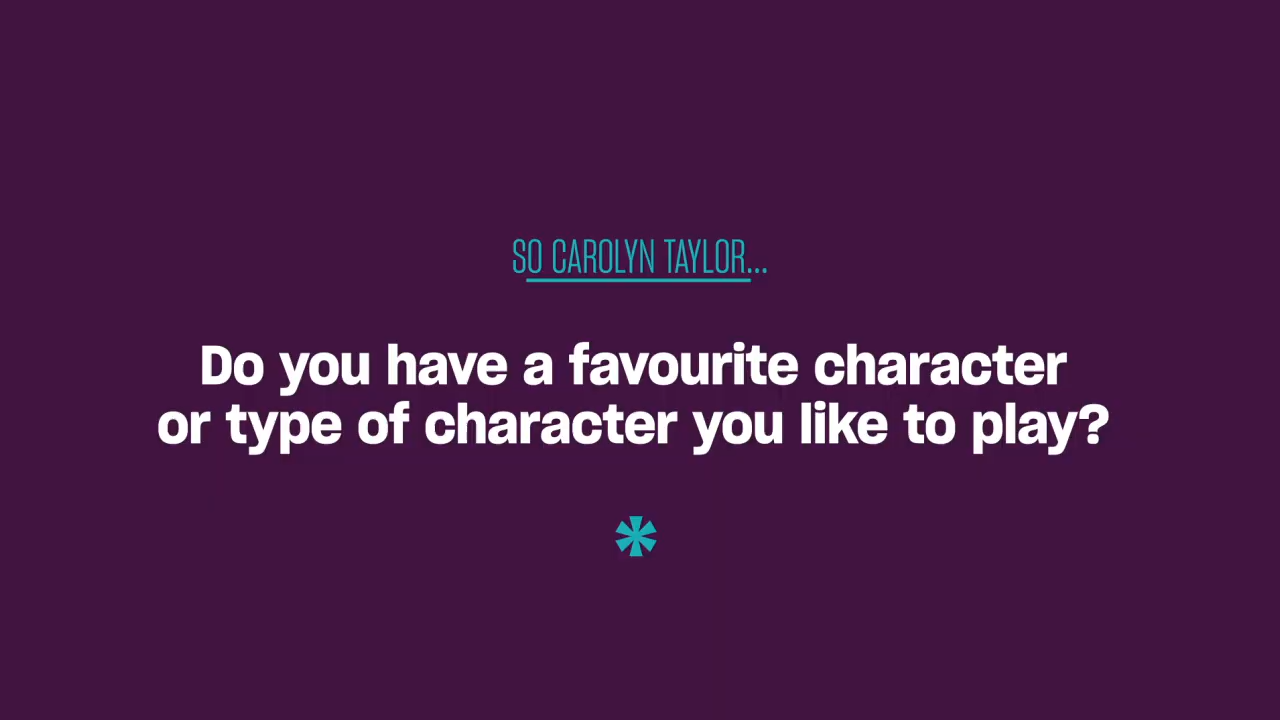 SO CAROLYN TAYLOR...
Do you have a favourite character
or type of character you like to play?